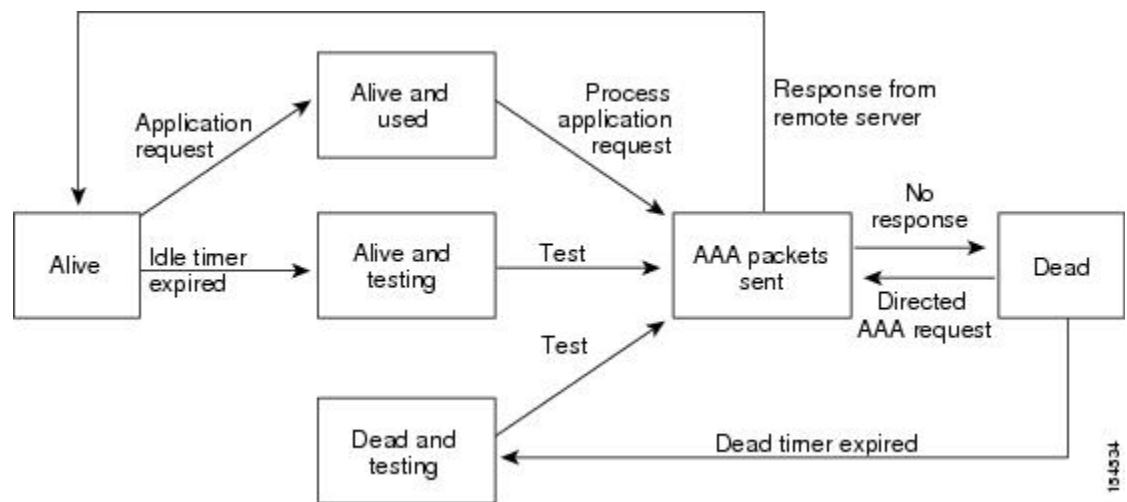 Alive and
used
Application
request
Process
application
request
Response from
remote server
Alive
Idle timer
expired
Alive and
testing
Test
AAA packets
sent
No
response
Directed
AAA request
Dead
Test
Dead and
testing
Dead timer expired
154534